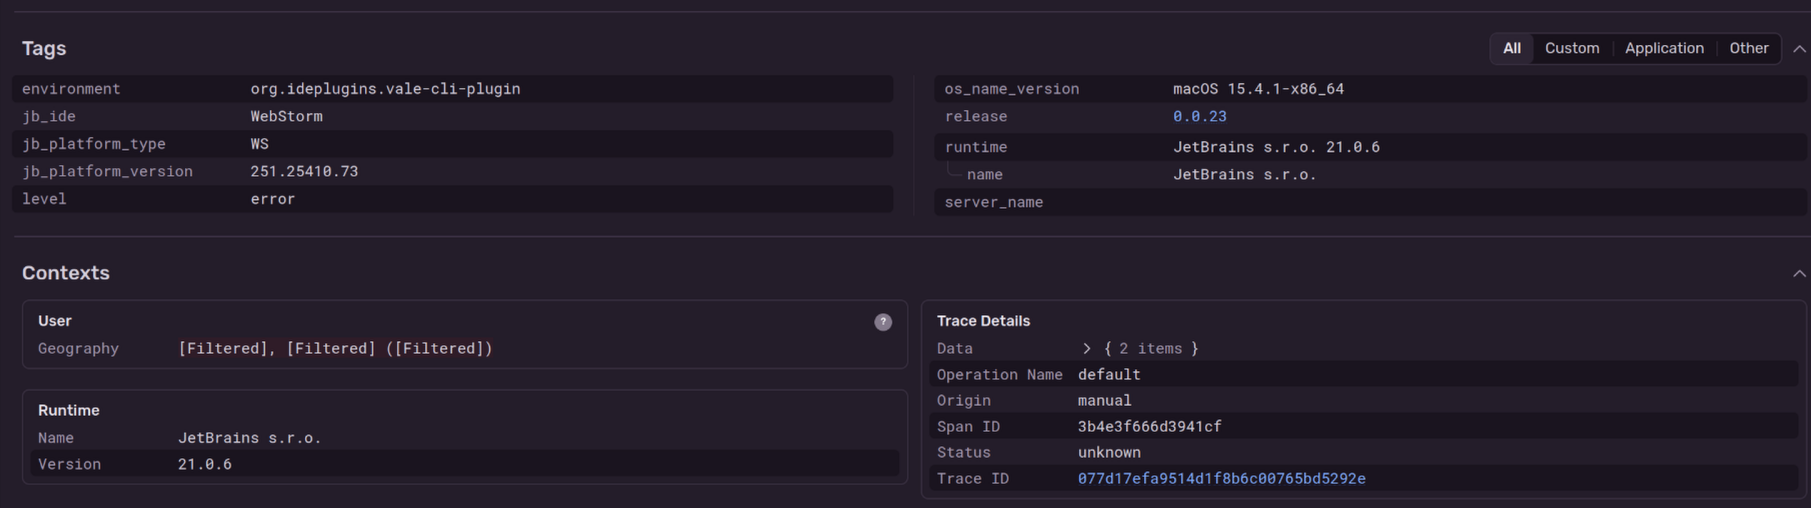 Tags
All Custom Application Other
environment org.ideplugins.vale-cli-plugin
jb_ide WebStorm
jb_platform_type WS
jb_platform_version 251.25410.73
level error
os_name_version macOS 15.4.1-x86_64
release 0.0.23
runtime JetBrains s.r.o. 21.0.6
name JetBrains s.r.o.
server_name
Contexts
User
?
Geography [Filtered], [Filtered] ([Filtered])
Runtime
Name JetBrains s.r.o.
Version 21.0.6
Trace Details
Data > { 2 items }
Operation Name default
Origin manual
Span ID 3b4e3f666d3941cf
Status unknown
Trace ID 077d17efa9514d1f8b6c00765bd5292e